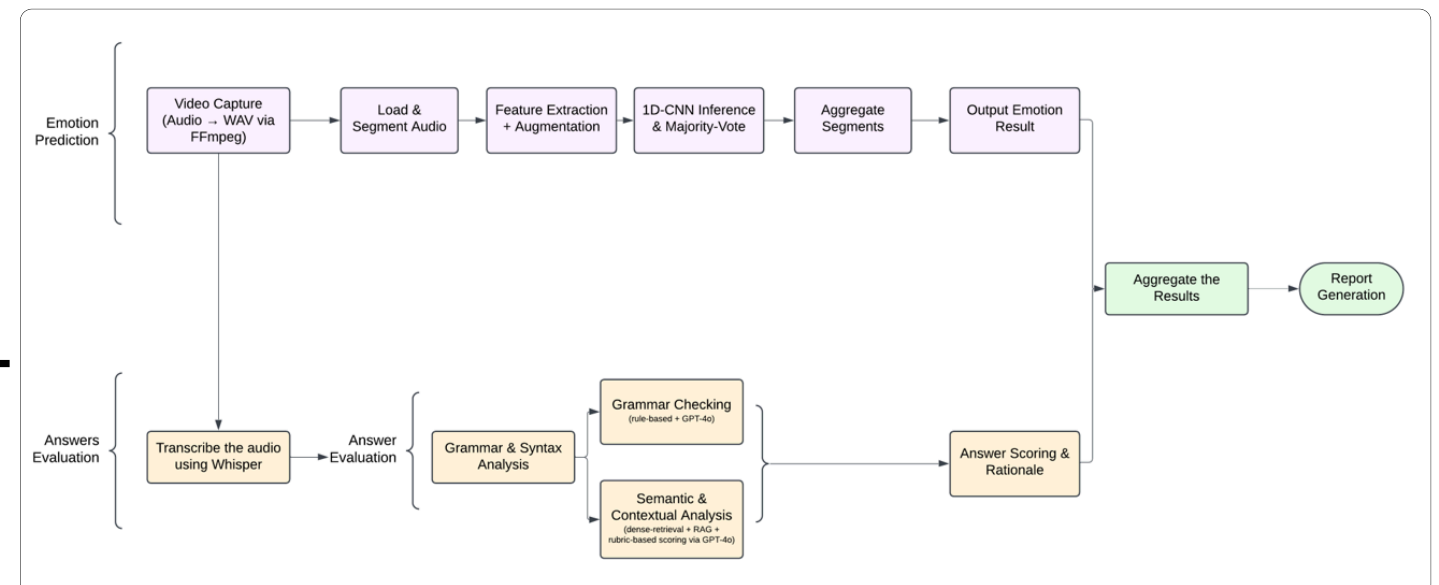 Emotion
Prediction
Video Capture
(Audio → WAV via
FFmpeg)
Load &
Segment Audio
Feature Extraction
+ Augmentation
1D-CNN Inference
& Majority-Vote
Aggregate
Segments
Output Emotion
Result
Aggregate the
Results
Report
Generation
Answers
Evaluation
Transcribe the audio
using Whisper
Answer
Evaluation
Grammar & Syntax
Analysis
Grammar Checking
(rule-based + GPT-4o)
Semantic &
Contextual Analysis
(dense-retrieval + RAG +
rubric-based scoring via GPT-4o)
Answer Scoring &
Rationale